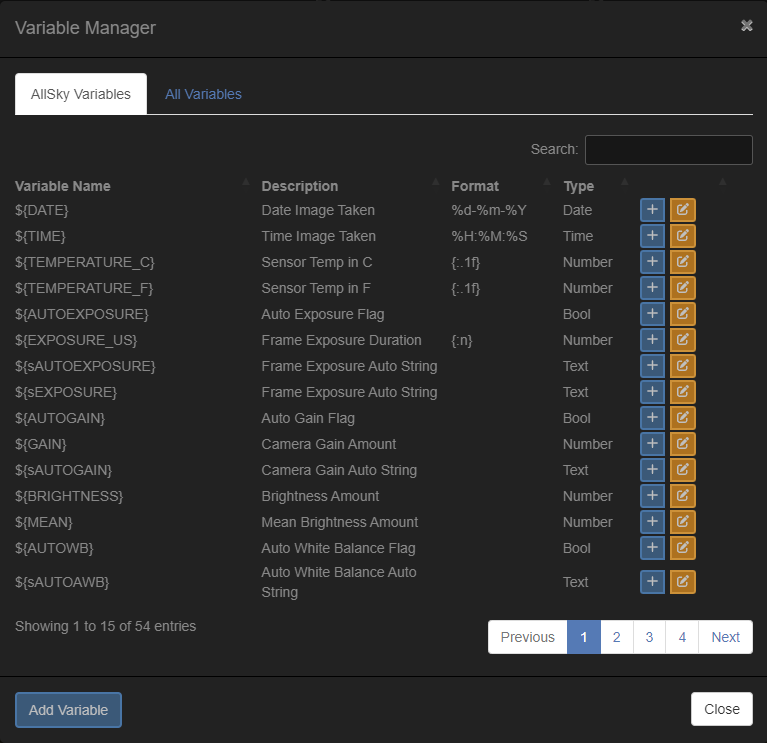 Variable Manager
AllSky Variables All Variables
Search:
Variable Name Description Format Type
${DATE} Date Image Taken %d-%m-%Y Date
${TIME} Time Image Taken %H:%M:%S Time
${TEMPERATURE_C} Sensor Temp in C {:.1f} Number
${TEMPERATURE_F} Sensor Temp in F {:.1f} Number
${AUTOEXPOSURE} Auto Exposure Flag Bool
${EXPOSURE_US} Frame Exposure Duration {:n} Number
${sAUTOEXPOSURE} Frame Exposure Auto String Text
${sEXPOSURE} Frame Exposure Auto String Text
${AUTOGAIN} Auto Gain Flag Bool
${GAIN} Camera Gain Amount Number
${sAUTOGAIN} Camera Gain Auto String Text
${BRIGHTNESS} Brightness Amount Number
${MEAN} Mean Brightness Amount Number
${AUTOWB} Auto White Balance Flag Bool
${sAUTOAWB} Auto White Balance Auto Text
String
Showing 1 to 15 of 54 entries Previous 1 2 3 4 Next
Add Variable Close